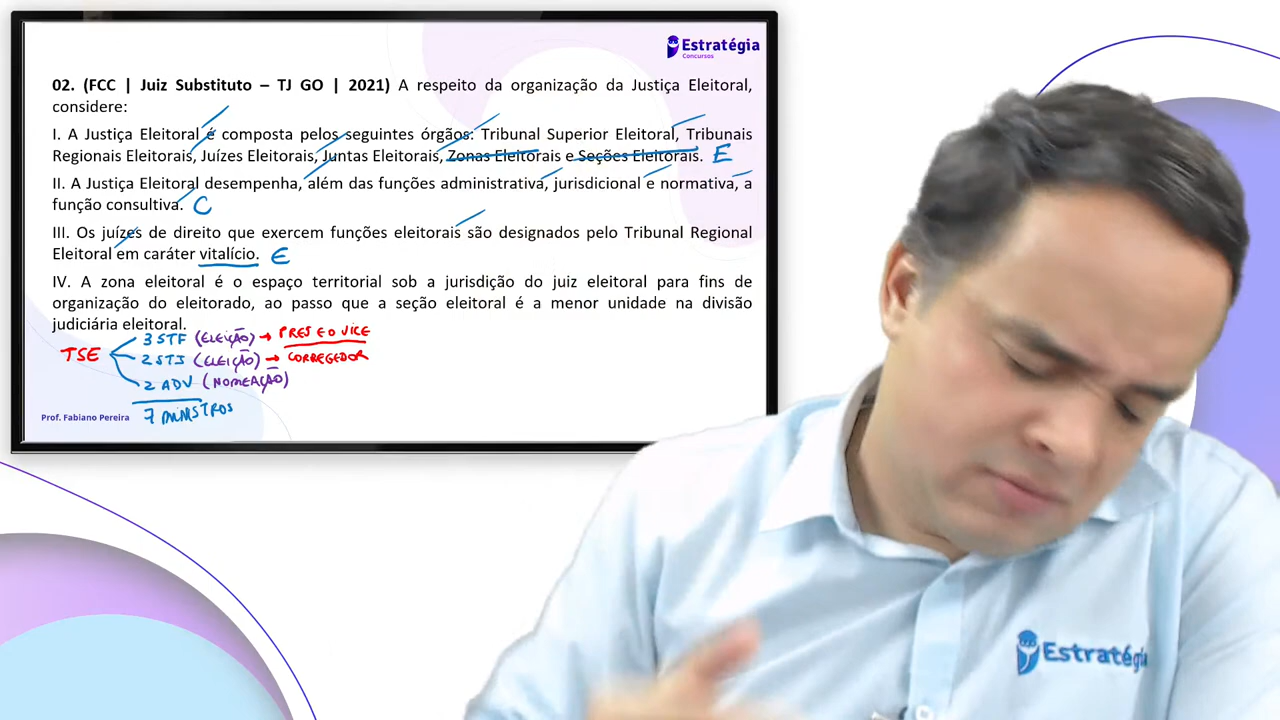 Estratégia
Concursos
02. (FCC | Juiz Substituto – TJ GO | 2021) A respeito da organização da Justiça Eleitoral,
considere:
I. A Justiça Eleitoral é composta pelos seguintes órgãos: Tribunal Superior Eleitoral, Tribunais
Regionais Eleitorais, Juízes Eleitorais, Juntas Eleitorais, Zonas Eleitorais e Seções Eleitorais. E
II. A Justiça Eleitoral desempenha, além das funções administrativa, jurisdicional e normativa, a
função consultiva. C
III. Os juízes de direito que exercem funções eleitorais são designados pelo Tribunal Regional
Eleitoral em caráter vitalício. E
IV. A zona eleitoral é o espaço territorial sob a jurisdição do juiz eleitoral para fins de
organização do eleitorado, ao passo que a seção eleitoral é a menor unidade na divisão
judiciária eleitoral.
3 STF (ELEIÇÃO) → PRES E O VICE
TSE 2 STJ (ELEIÇÃO) → CORREGEDOR
2 ADV (NOMEAÇÃO)
7 MINISTROS
Prof. Fabiano Pereira
Estratégia